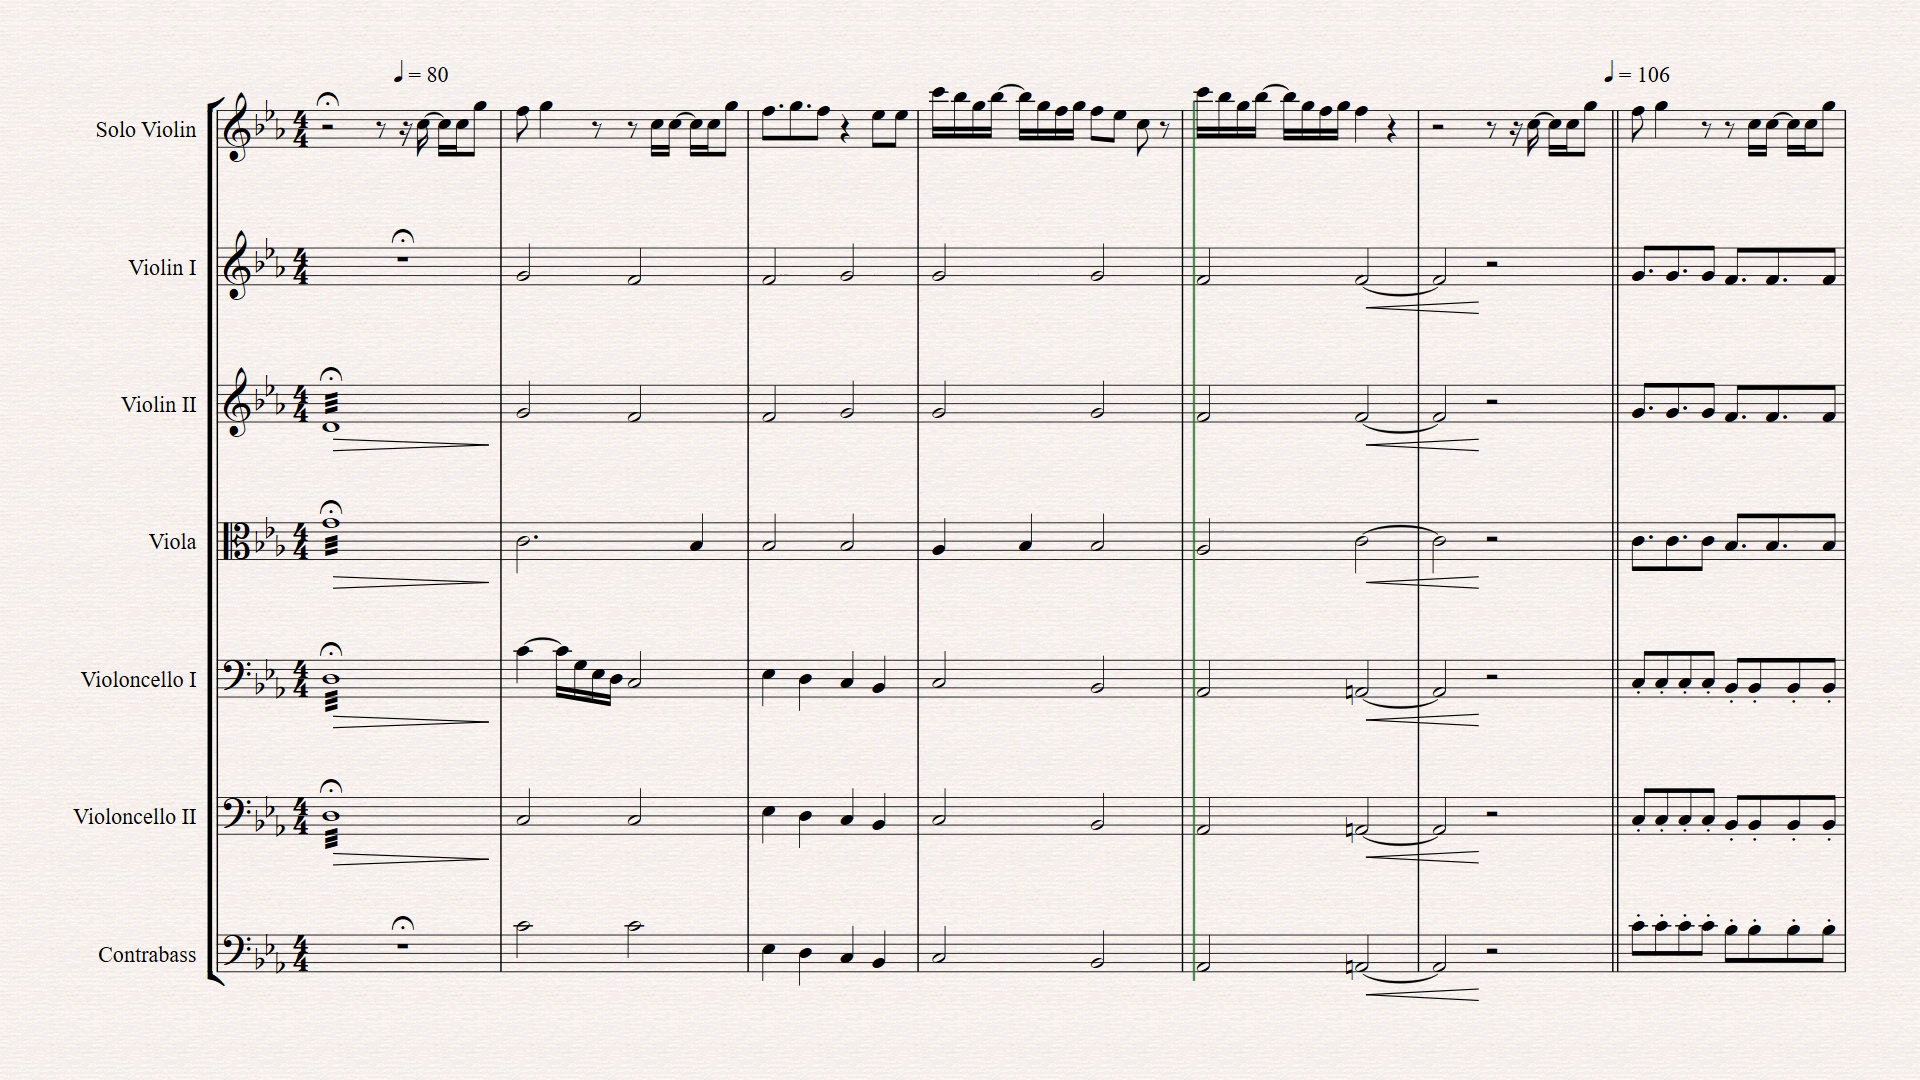 ♩ = 80
♩ = 106
Solo Violin
Violin I
Violin II
Viola
Violoncello I
Violoncello II
Contrabass